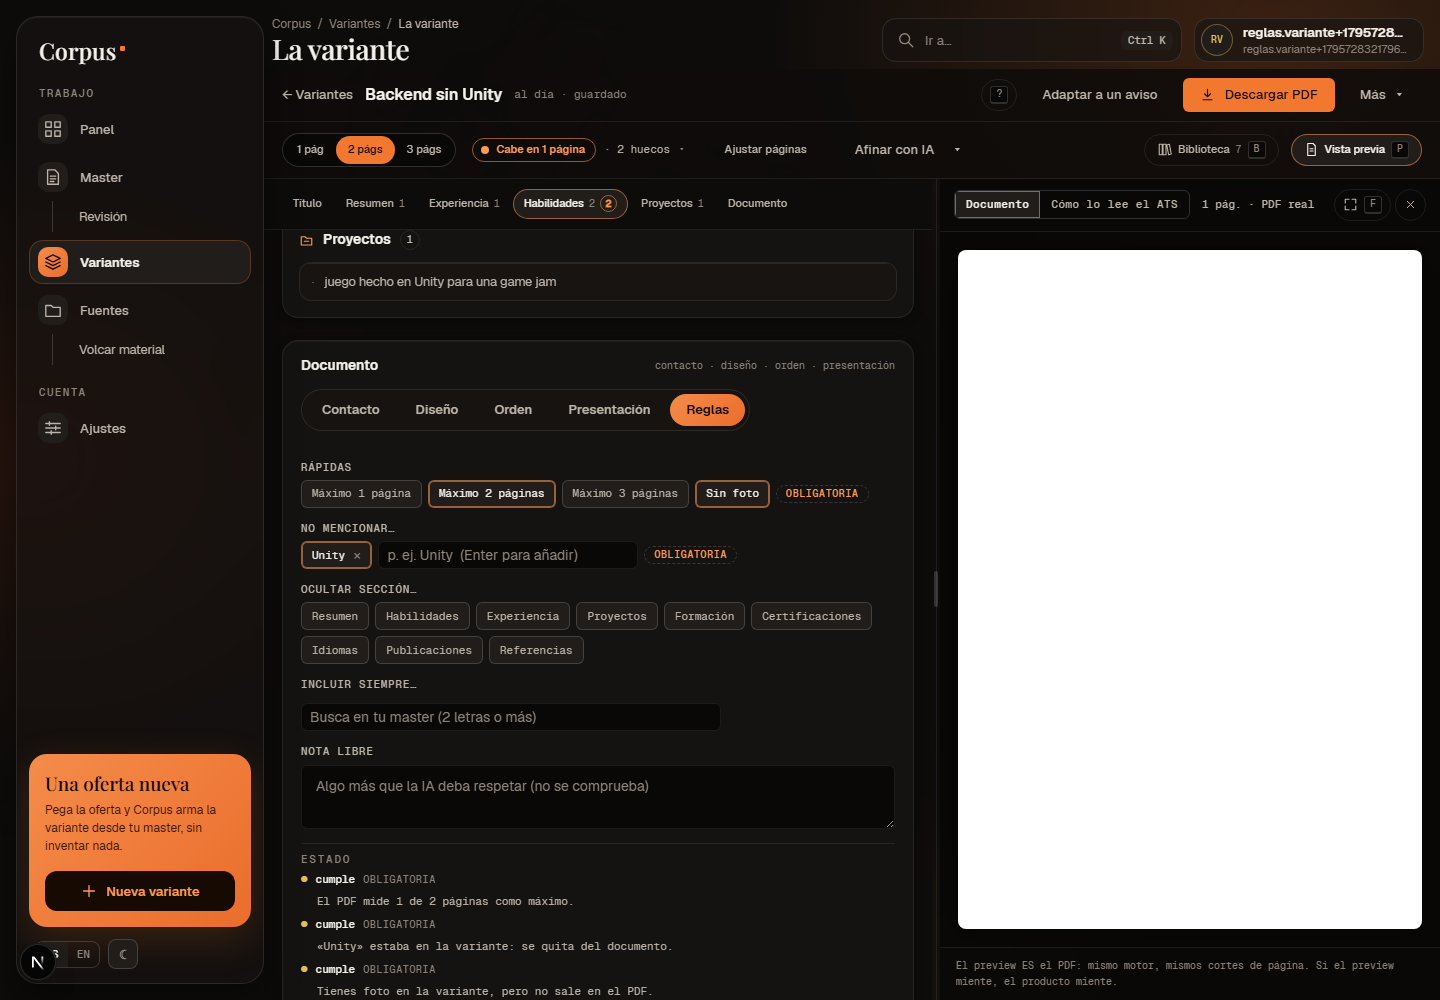 Corpus
TRABAJO
Panel
Master
Revisión
Variantes
Fuentes
Volcar material
CUENTA
Ajustes
Una oferta nueva
Pega la oferta y Corpus arma la
variante desde tu master, sin
inventar nada.
Nueva variante
EN
Corpus / Variantes / La variante
La variante
Ir a...
Ctrl K
RV
reglas.variante+1795728...
reglas.variante+1795728321796...
← Variantes
Backend sin Unity
al día · guardado
?
Adaptar a un aviso
Descargar PDF
Más
1 pág
2 págs
3 págs
Cabe en 1 página
· 2 huecos
Ajustar páginas
Afinar con IA
Biblioteca 7 B
Vista previa P
Título
Resumen 1
Experiencia 1
Habilidades 2 2
Proyectos 1
Documento
Proyectos 1
· juego hecho en Unity para una game jam
Documento
contacto · diseño · orden · presentación
Contacto
Diseño
Orden
Presentación
Reglas
RÁPIDAS
Máximo 1 página
Máximo 2 páginas
Máximo 3 páginas
Sin foto
OBLIGATORIA
NO MENCIONAR…
Unity ×
p. ej. Unity (Enter para añadir)
OBLIGATORIA
OCULTAR SECCIÓN…
Resumen
Habilidades
Experiencia
Proyectos
Formación
Certificaciones
Idiomas
Publicaciones
Referencias
INCLUIR SIEMPRE…
Busca en tu master (2 letras o más)
NOTA LIBRE
Algo más que la IA deba respetar (no se comprueba)
ESTADO
cumple OBLIGATORIA
El PDF mide 1 de 2 páginas como máximo.
cumple OBLIGATORIA
«Unity» estaba en la variante: se quita del documento.
cumple OBLIGATORIA
Tienes foto en la variante, pero no sale en el PDF.
Documento
Cómo lo lee el ATS
1 pág. · PDF real
F
×
El preview ES el PDF: mismo motor, mismos cortes de página. Si el preview
miente, el producto miente.